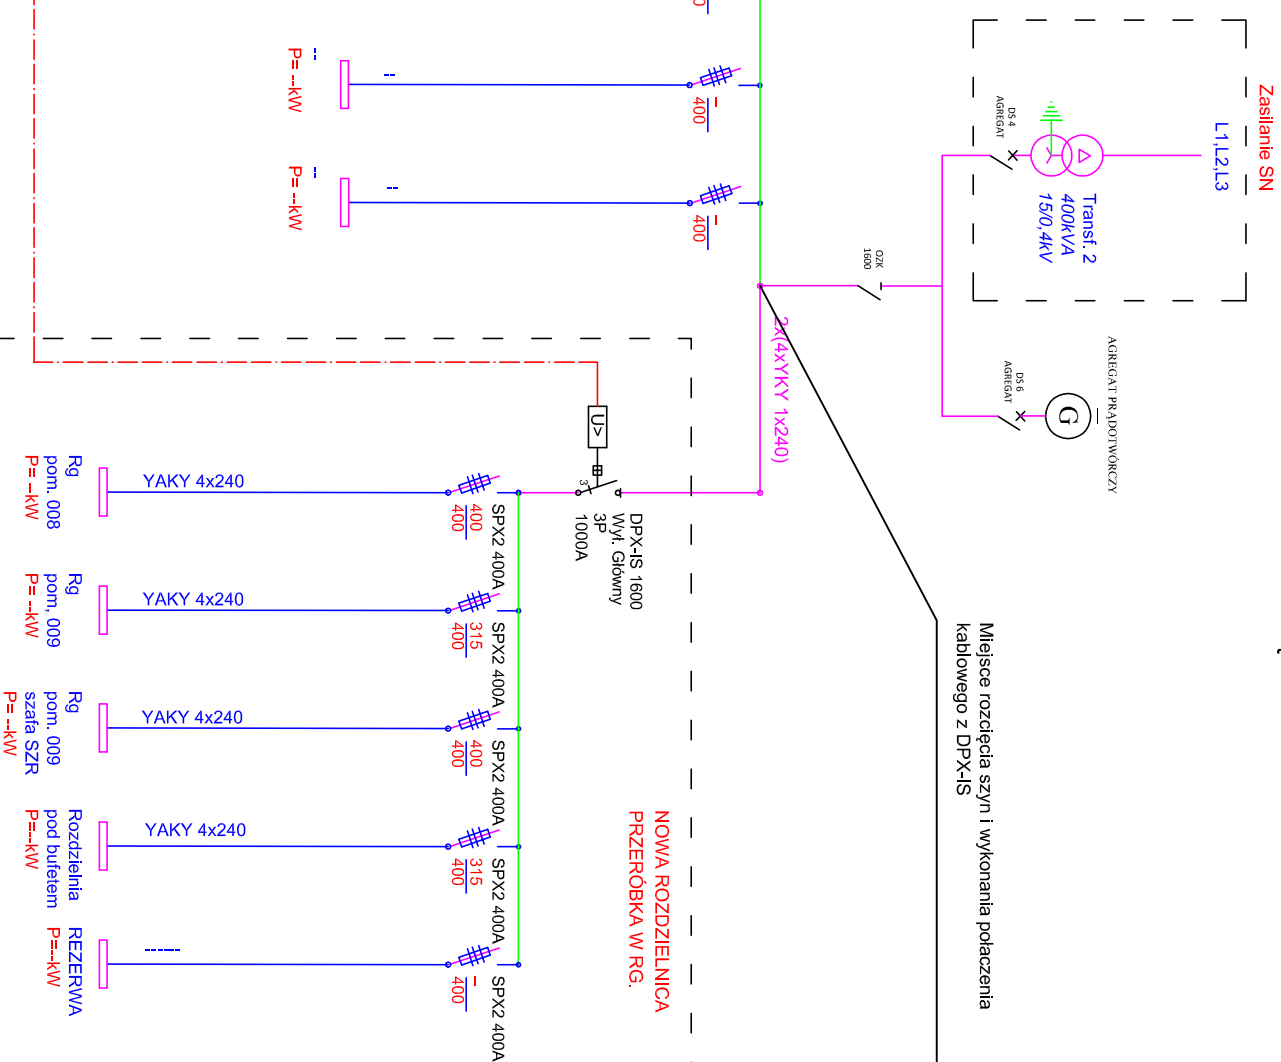 Zasilanie SN
L1,L2,L3
Transf. 2
400kVA
15/0,4kV
DS 4
AGREGAT
AGREGAT PRĄDOTWÓRCZY
G
DS 6
AGREGAT
OZK
1600
2x(4xYKY 1x240)
Miejsce rozcięcia szyn i wykonania połaczenia
kablowego z DPX-IS
400
--
--
P= --kW
400
--
--
P= --kW
U>
3
DPX-IS 1600
Wył. Główny
3P
1000A
NOWA ROZDZIELNICA
PRZERÓBKA W RG.
SPX2 400A
400
400
YAKY 4x240
Rg
pom. 008
P= --kW
SPX2 400A
315
400
YAKY 4x240
Rg
pom, 009
P= --kW
SPX2 400A
400
400
YAKY 4x240
Rg
pom. 009
szafa SZR
P= --kW
SPX2 400A
315
400
YAKY 4x240
Rozdzielnia
pod bufetem
P=--kW
SPX2 400A
-
400
------
REZERWA
P=--kW